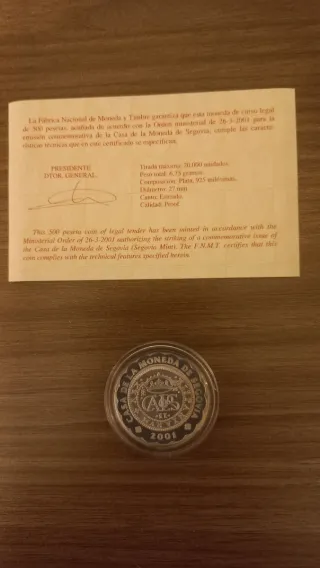 La Fábrica Nacional de Moneda y Timbre garantiza que esta moneda de curso legal
de 500 pesetas, acuñada de acuerdo con la Orden ministerial de 26-3-2001 para la
emisión conmemorativa de la Casa de la Moneda de Segovia, cumple las caracte-
rísticas técnicas que en este certificado se especifican.
PRESIDENTE
DTOR. GENERAL,
Tirada máxima: 20,000 unidades.
Peso total: 6,75 gramos.
Composición: Plata, 925 milésimas.
Diámetro: 27 mm
Canto: Estriado.
Calidad: Proof
This 500 peseta coin of legal tender has been minted in accordance with the
Ministerial Order of 26-3-2001 authorizing the striking of a commemorative issue of
the Casa de la Moneda de Segovia (Segovia Mint). The F.N.M.T. certifies that this
coin complies with the technical features specified herein.
CASA DE LA MONEDA DE SEGOVIA
2001